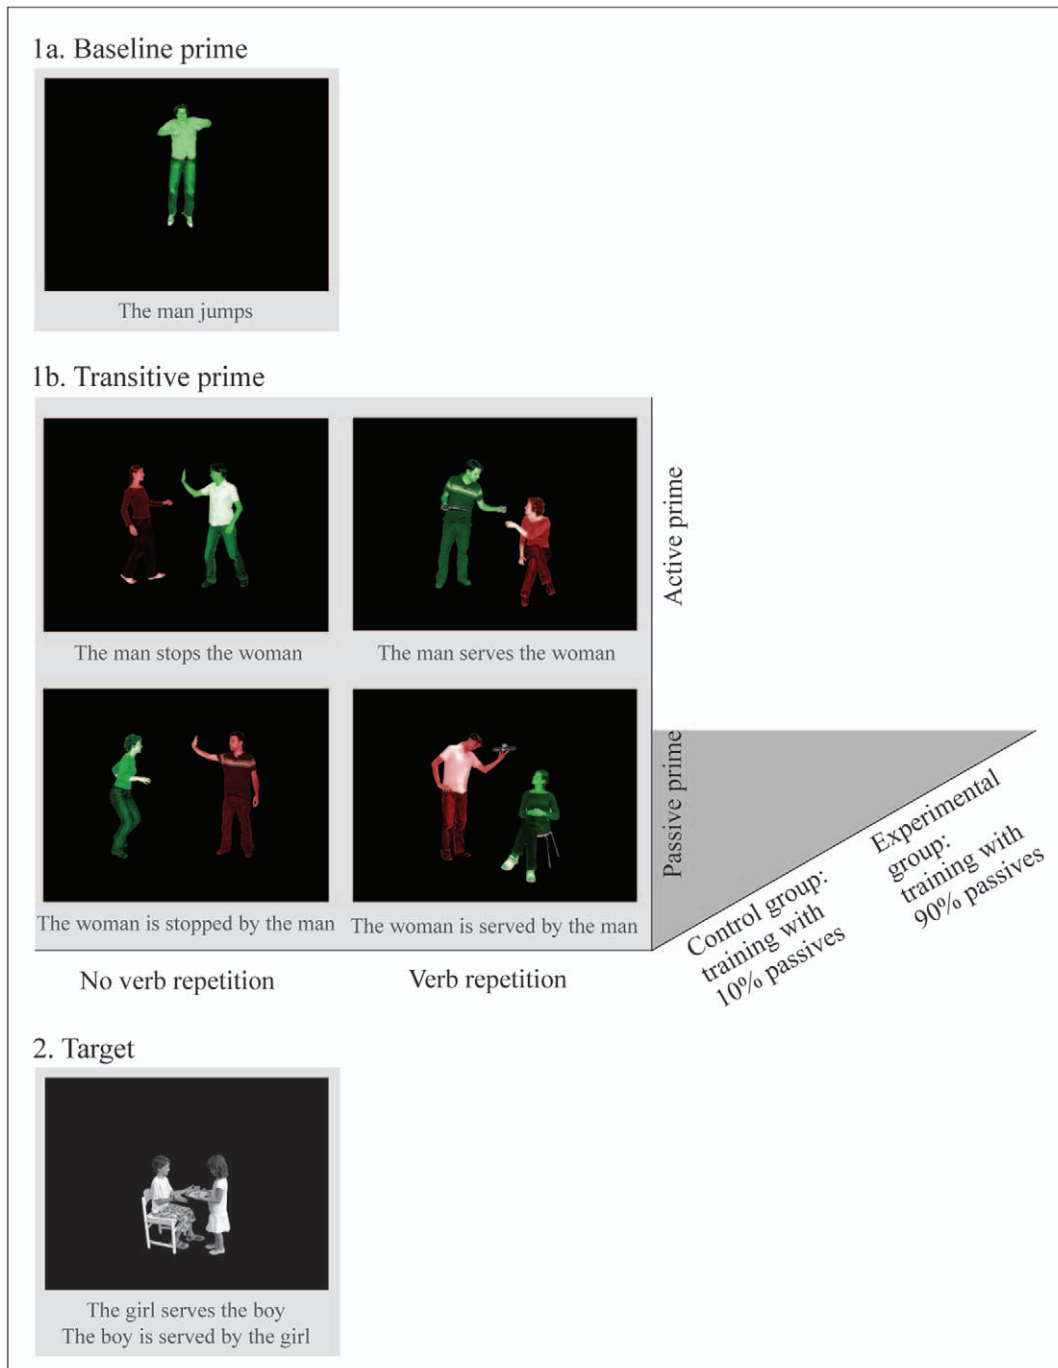 1a. Baseline prime
The man jumps
1b. Transitive prime
The man stops the woman
The man serves the woman
Active prime
The woman is stopped by the man
The woman is served by the man
Passive prime
No verb repetition
Verb repetition
Control group:
training with
10% passives
Experimental
group:
training with
90% passives
2. Target
The girl serves the boy
The boy is served by the girl